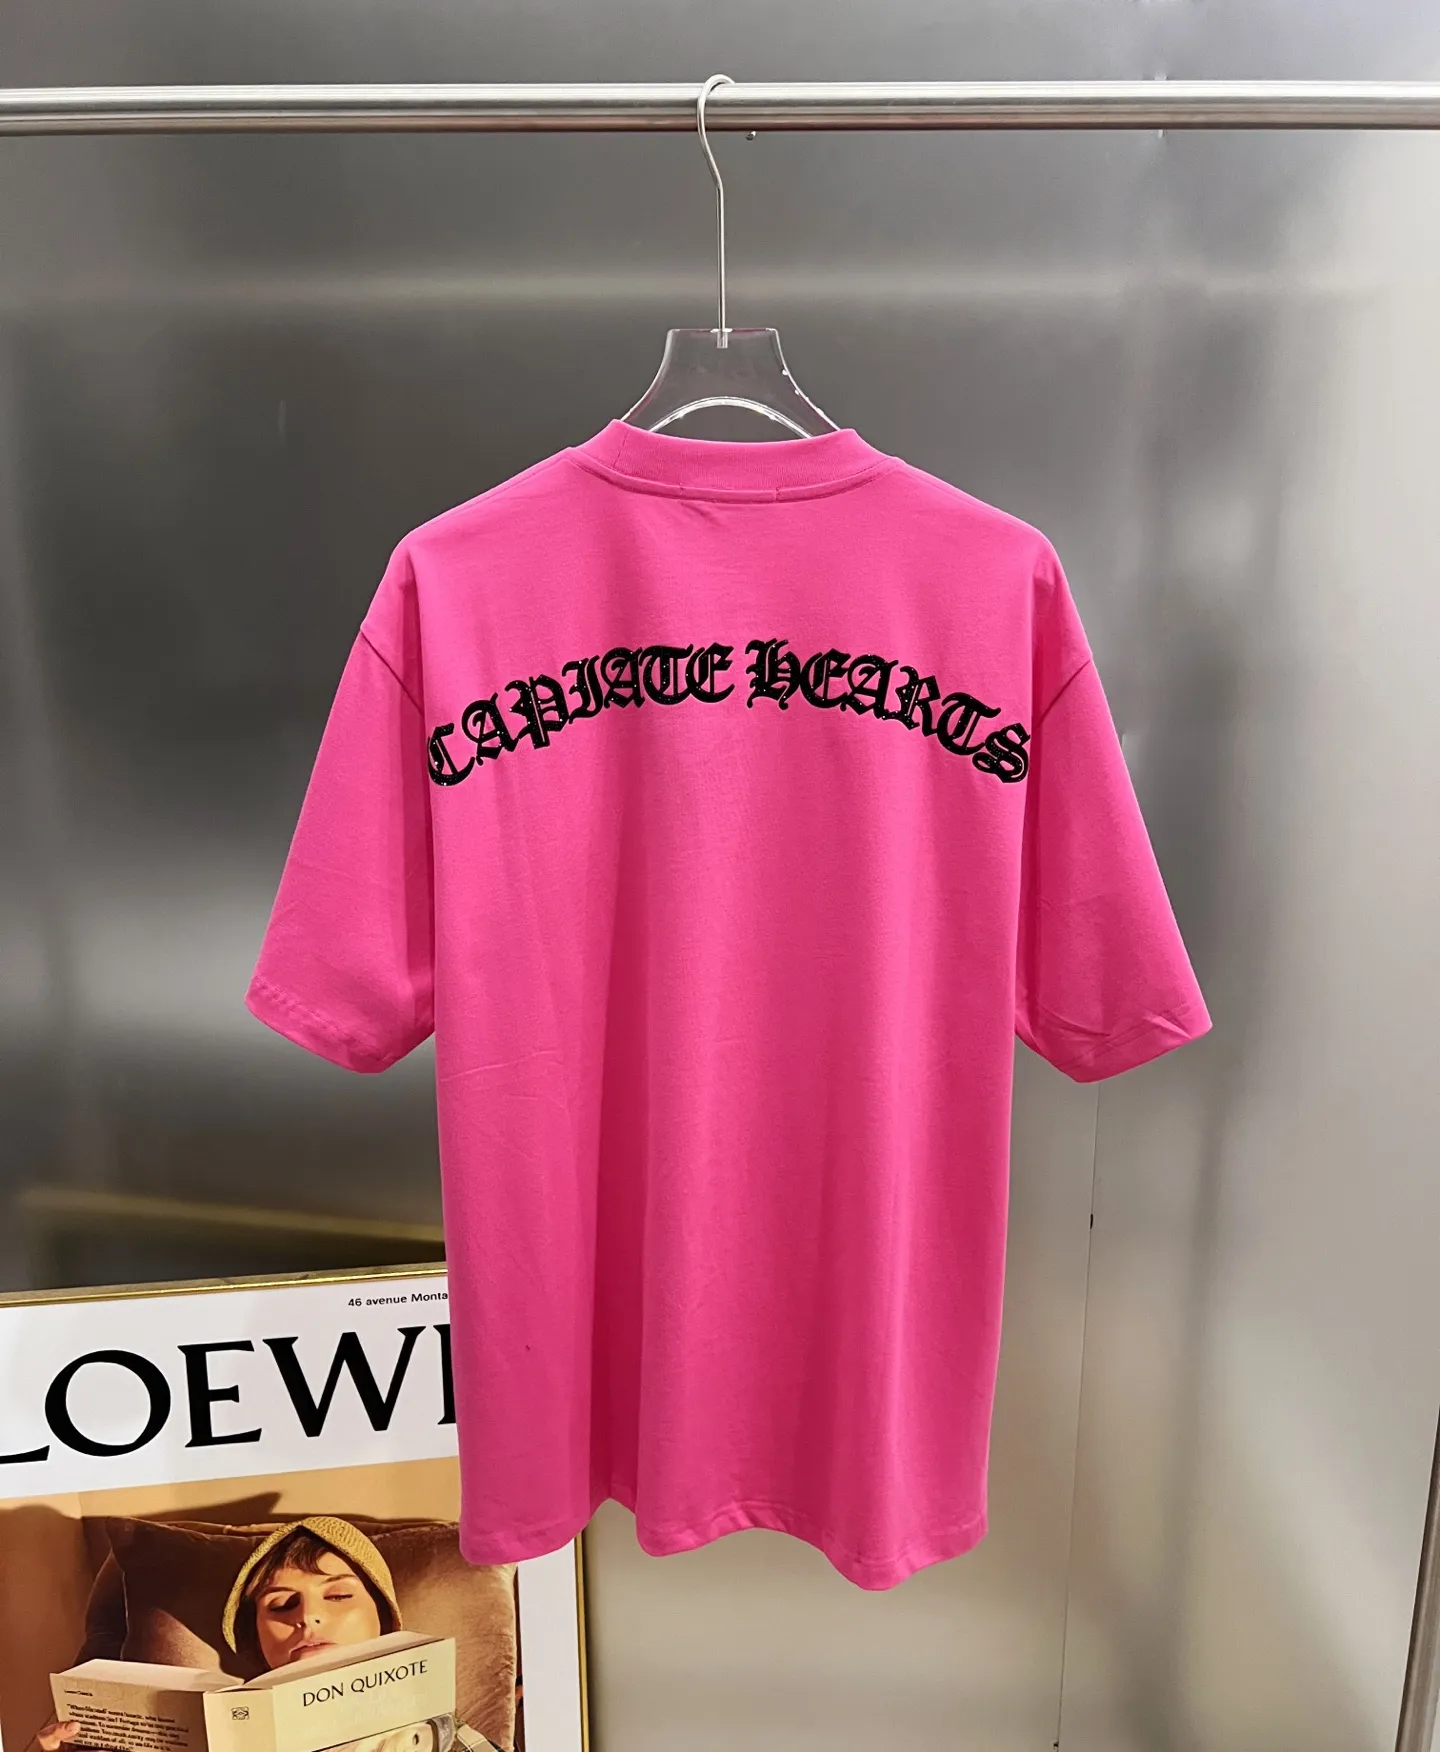 CAPIATE HEARTS
46 avenue Monta
LOEWE
DON QUIXOTE